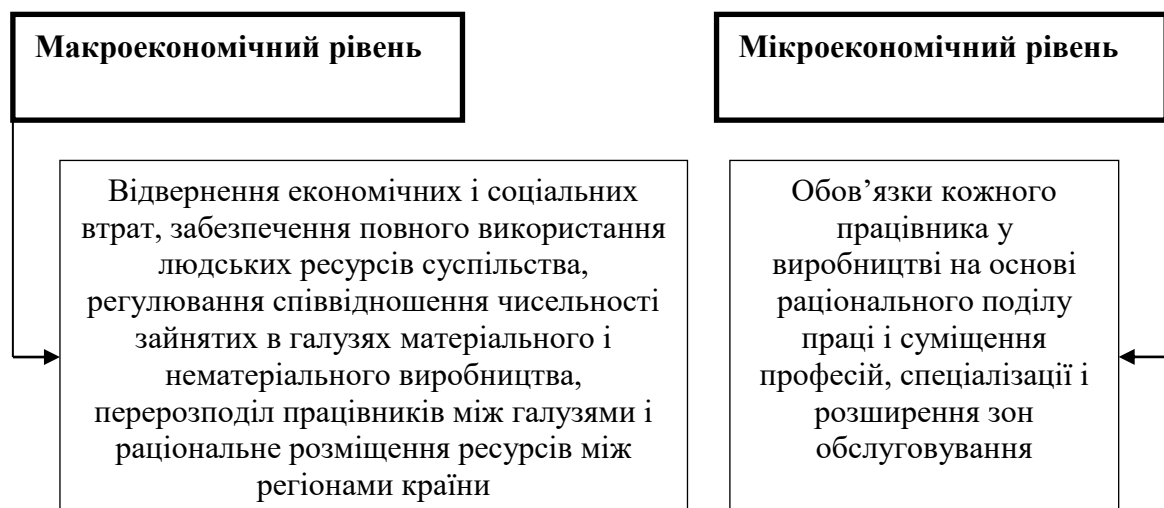 Макроекономічний рівень
Мікроекономічний рівень
Відвернення економічних і соціальних
втрат, забезпечення повного використання
людських ресурсів суспільства,
регулювання співвідношення чисельності
зайнятих в галузях матеріального і
нематеріального виробництва,
перерозподіл працівників між галузями і
раціональне розміщення ресурсів між
регіонами країни
Обов’язки кожного
працівника у
виробництві на основі
раціонального поділу
праці і суміщення
професій, спеціалізації і
розширення зон
обслуговування